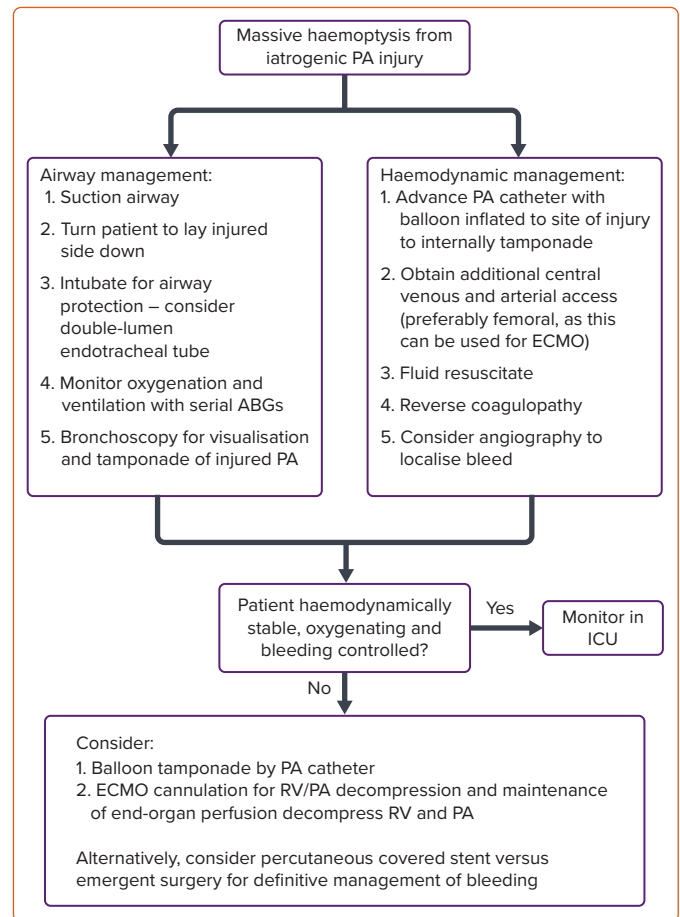 Massive haemoptysis from
iatrogenic PA injury
Airway management:
1. Suction airway
2. Turn patient to lay injured
side down
3. Intubate for airway
protection – consider
double-lumen
endotracheal tube
4. Monitor oxygenation and
ventilation with serial ABGs
5. Bronchoscopy for visualisation
and tamponade of injured PA
Haemodynamic management:
1. Advance PA catheter with
balloon inflated to site of injury
to internally tamponade
2. Obtain additional central
venous and arterial access
(preferably femoral, as this
can be used for ECMO)
3. Fluid resuscitate
4. Reverse coagulopathy
5. Consider angiography to
localise bleed
Patient haemodynamically
stable, oxygenating and
bleeding controlled?
Yes
Monitor in
ICU
No
Consider:
1. Balloon tamponade by PA catheter
2. ECMO cannulation for RV/PA decompression and maintenance
of end-organ perfusion decompress RV and PA
Alternatively, consider percutaneous covered stent versus
emergent surgery for definitive management of bleeding